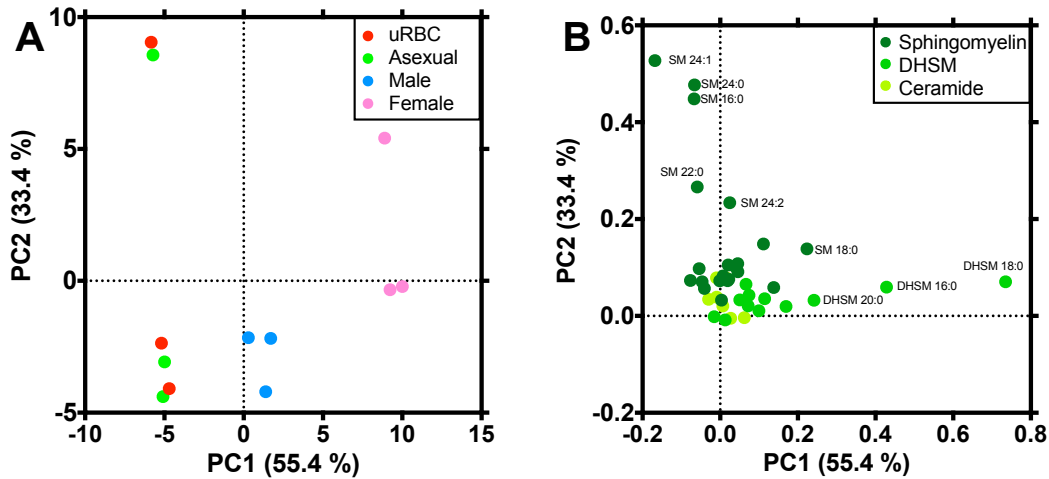 A
uRBC
Asexual
Male
Female
10
5
0
-5
-10
-5
0
5
10
15
PC2 (33.4 %)
PC1 (55.4 %)
B
Sphingomyelin
DHSM
Ceramide
SM 24:1
SM 24:0
SM 16:0
SM 22:0
SM 24:2
SM 18:0
DHSM 18:0
DHSM 16:0
DHSM 20:0
0.6
0.4
0.2
0.0
-0.2
-0.2
0.0
0.2
0.4
0.6
0.8
PC2 (33.4 %)
PC1 (55.4 %)